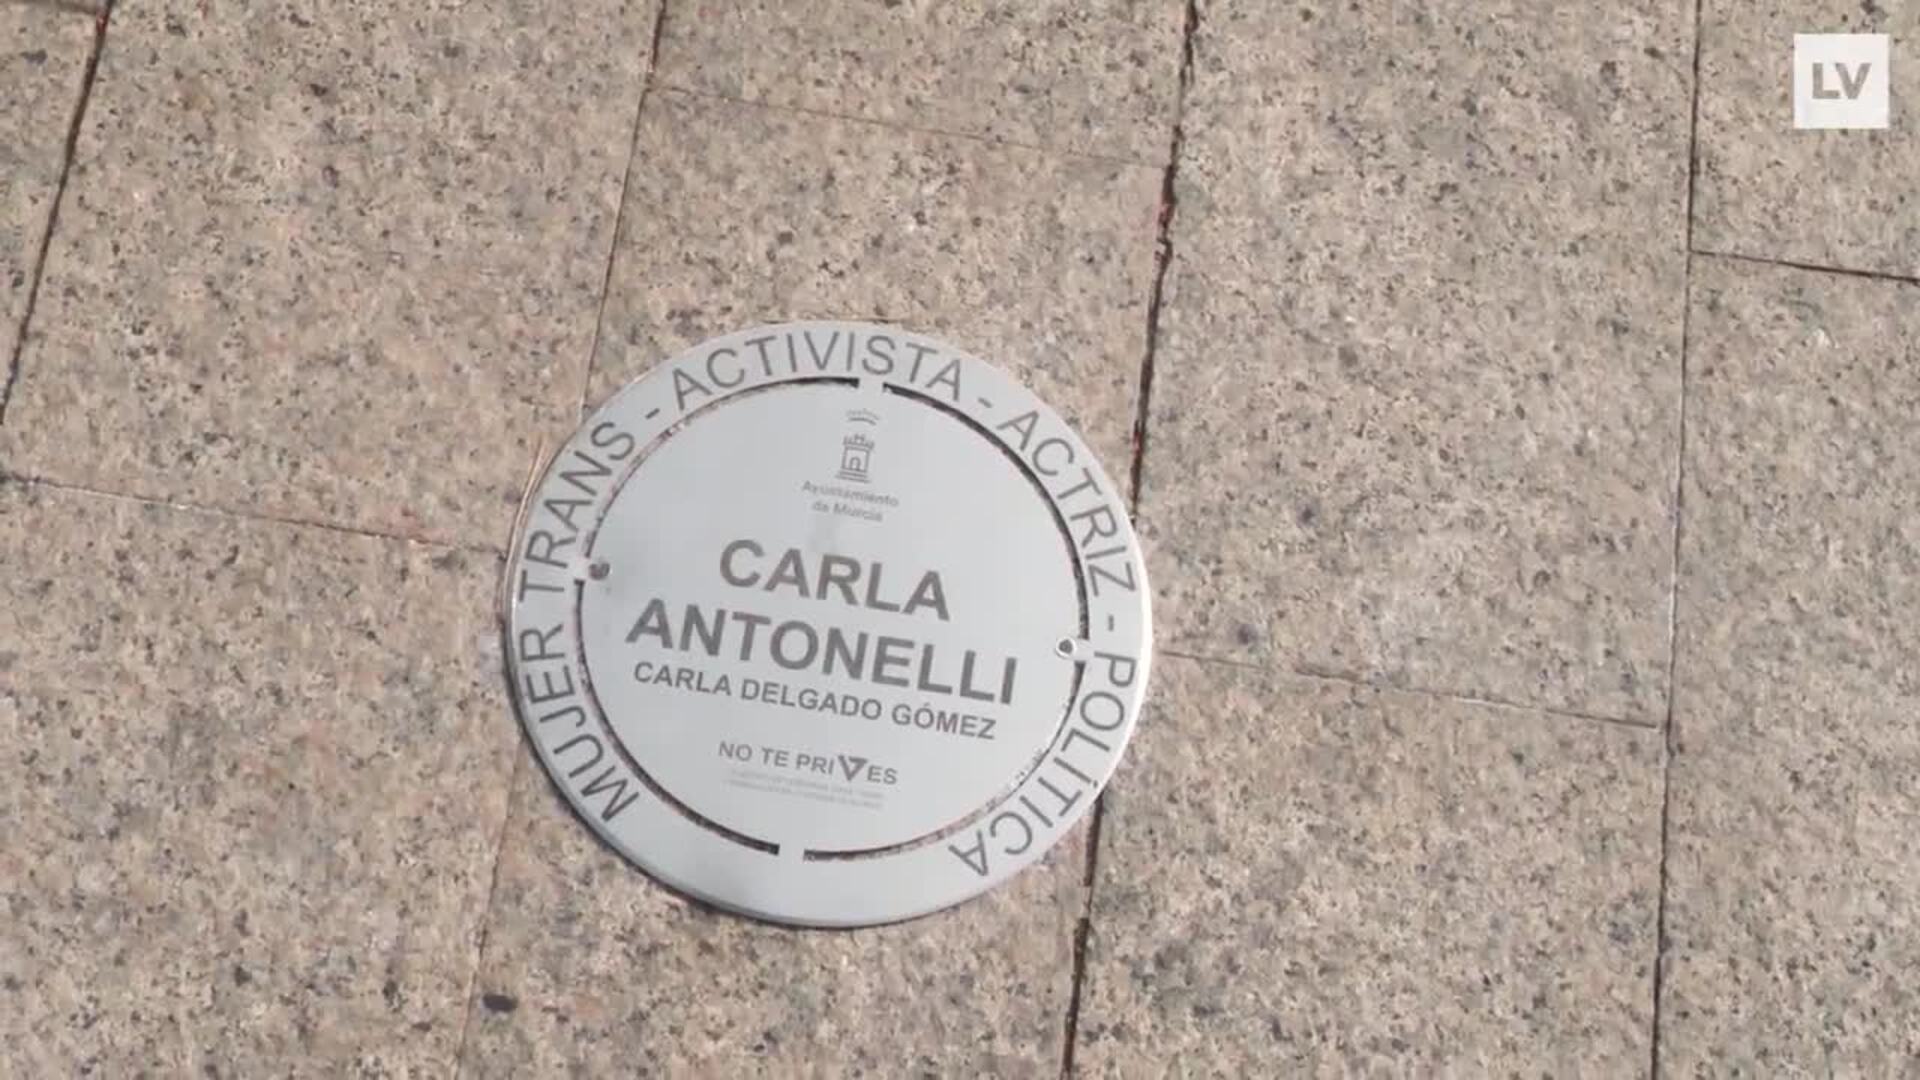 LV
MUJER TRANS - ACTIVISTA - ACTRIZ - POLÍTICA
Ayuntamiento
de Murcia
CARLA
ANTONELLI
CARLA DELGADO GÓMEZ
NO TE PRIVES